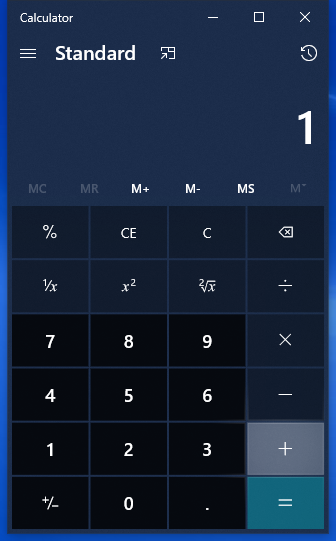 Calculator
Standard
1
MC MR M+ M- MS M˅
% CE C
¹/x x² ²√x ÷
7 8 9 ×
4 5 6 −
1 2 3 +
+/− 0 . =